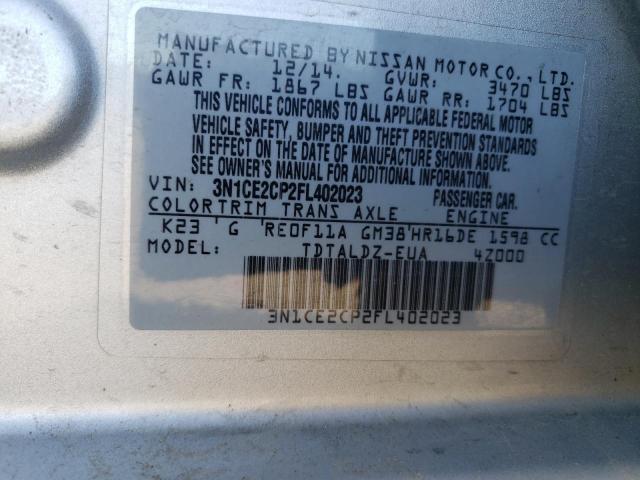 MANUFACTURED BY NISSAN MOTOR CO., LTD.
DATE: 12/14. GVWR: 3470 LBS
GAWR FR: 1867 LBS GAWR RR: 1704 LBS
THIS VEHICLE CONFORMS TO ALL APPLICABLE FEDERAL MOTOR
VEHICLE SAFETY, BUMPER AND THEFT PREVENTION STANDARDS
IN EFFECT ON THE DATE OF MANUFACTURE SHOWN ABOVE.
SEE OWNER'S MANUAL FOR ADDITIONAL INFORMATION.
VIN: 3N1CE2CP2FL402023 PASSENGER CAR.
COLOR TRIM TRANS AXLE ENGINE
K23 'G 'RE0F11A GM38'HR16DE 1598 CC
MODEL: TDTALDZ-EUA 4Z000
3N1CE2CP2FL402023